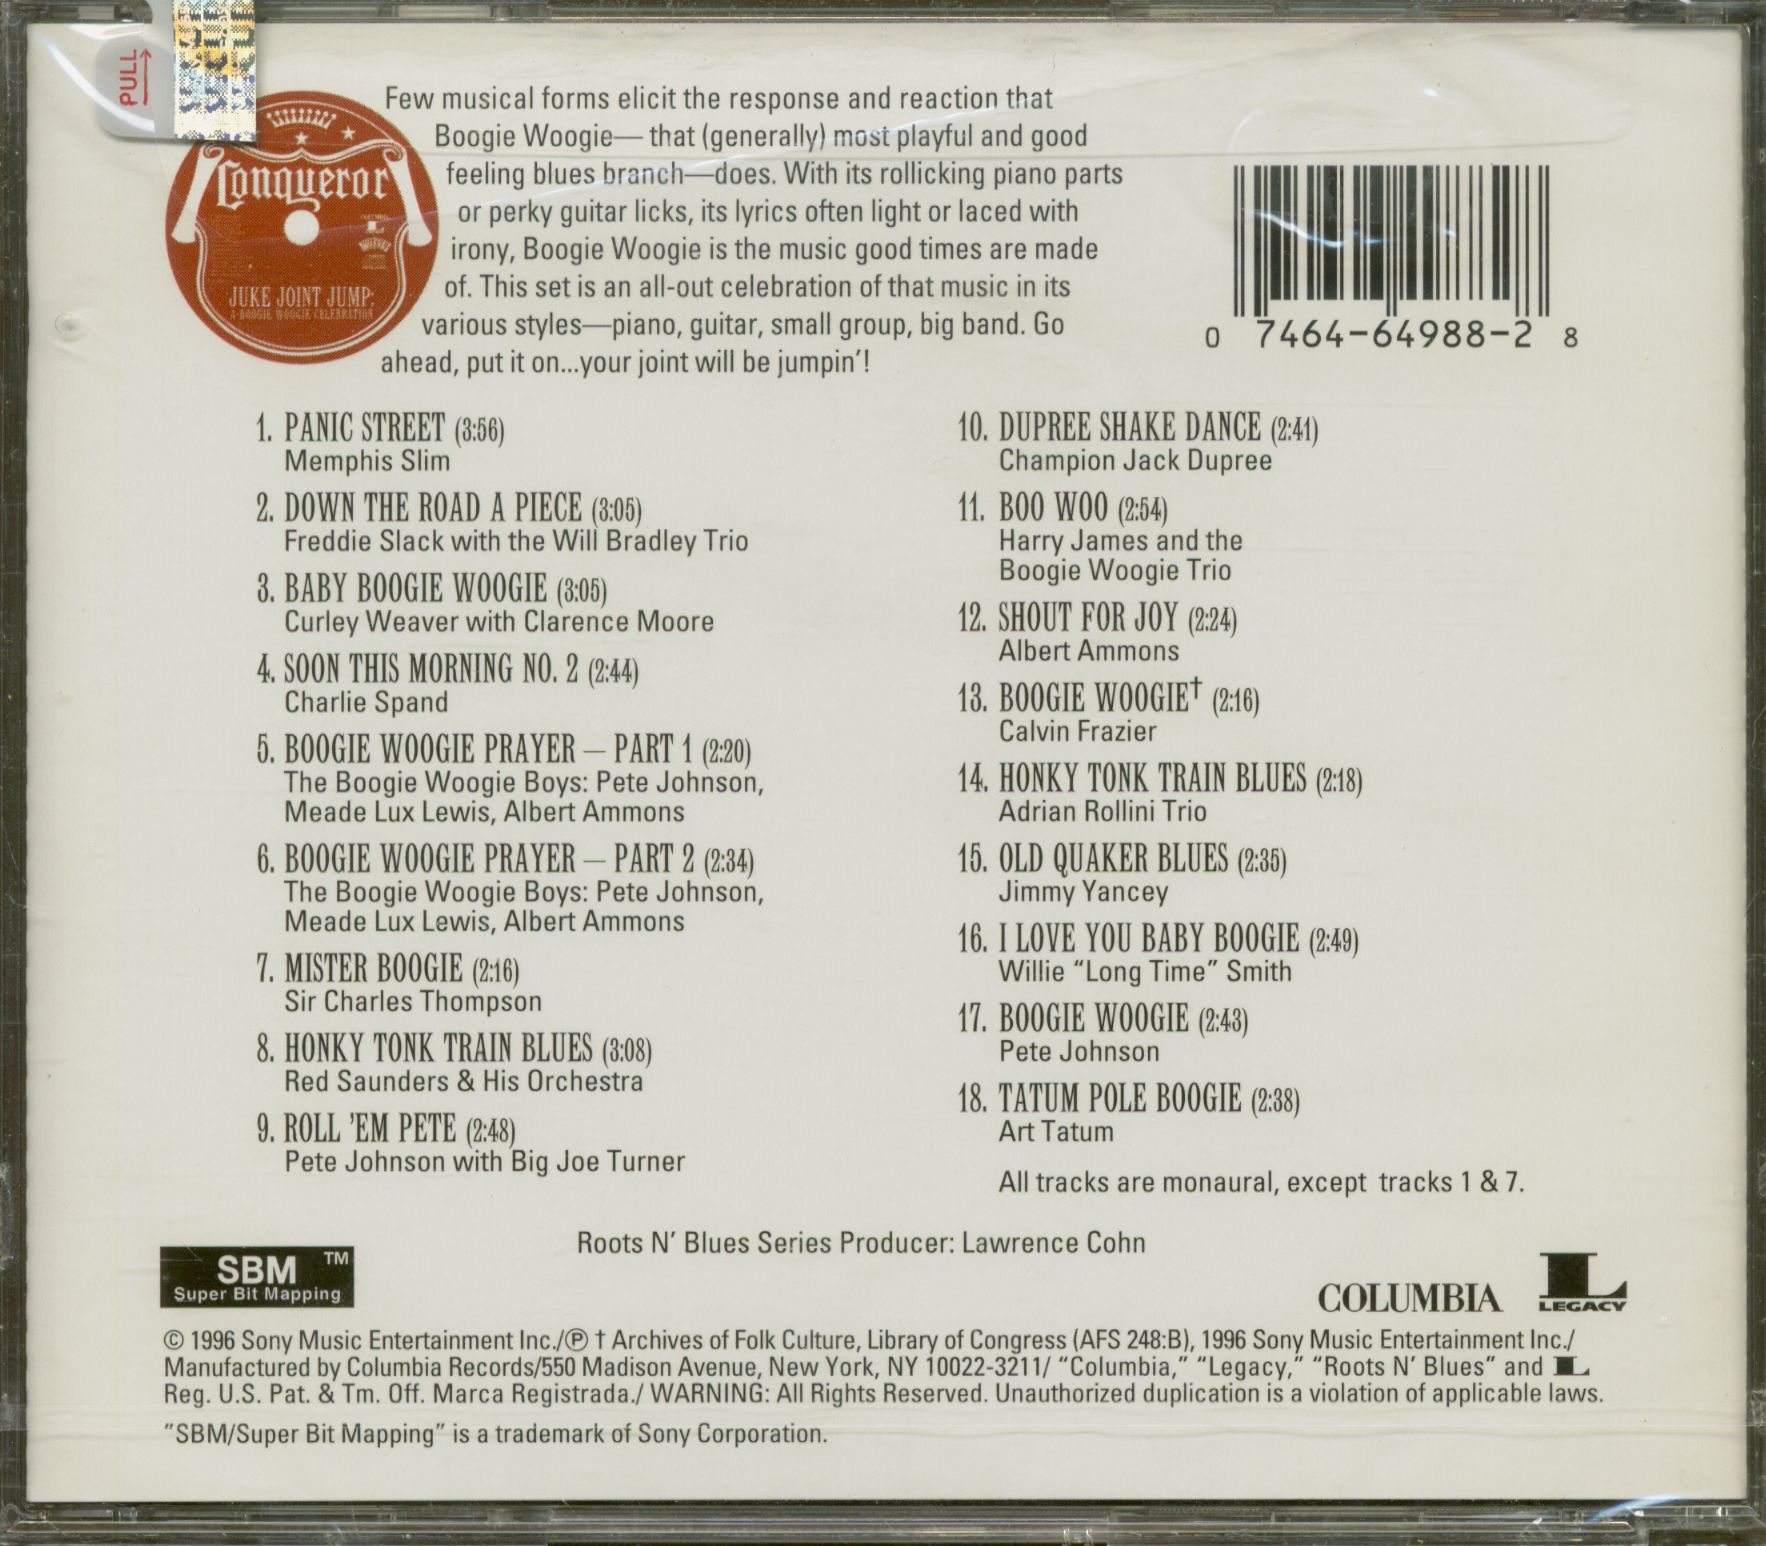 PULL
Few musical forms elicit the response and reaction that
Boogie Woogie— that (generally) most playful and good
feeling blues branch—does. With its rollicking piano parts
or perky guitar licks, its lyrics often light or laced with
irony, Boogie Woogie is the music good times are made
of. This set is an all-out celebration of that music in its
various styles—piano, guitar, small group, big band. Go
ahead, put it on...your joint will be jumpin'!
Conqueror
JUKE JOINT JUMP:
A BOOGIE WOOGIE CELEBRATION
0 7464-64988-2 8
1. PANIC STREET (3:56)
Memphis Slim
2. DOWN THE ROAD A PIECE (3:05)
Freddie Slack with the Will Bradley Trio
3. BABY BOOGIE WOOGIE (3:05)
Curley Weaver with Clarence Moore
4. SOON THIS MORNING NO. 2 (2:44)
Charlie Spand
5. BOOGIE WOOGIE PRAYER – PART 1 (2:20)
The Boogie Woogie Boys: Pete Johnson,
Meade Lux Lewis, Albert Ammons
6. BOOGIE WOOGIE PRAYER – PART 2 (2:34)
The Boogie Woogie Boys: Pete Johnson,
Meade Lux Lewis, Albert Ammons
7. MISTER BOOGIE (2:16)
Sir Charles Thompson
8. HONKY TONK TRAIN BLUES (3:08)
Red Saunders & His Orchestra
9. ROLL 'EM PETE (2:48)
Pete Johnson with Big Joe Turner
10. DUPREE SHAKE DANCE (2:41)
Champion Jack Dupree
11. BOO WOO (2:54)
Harry James and the
Boogie Woogie Trio
12. SHOUT FOR JOY (2:24)
Albert Ammons
13. BOOGIE WOOGIE† (2:16)
Calvin Frazier
14. HONKY TONK TRAIN BLUES (2:18)
Adrian Rollini Trio
15. OLD QUAKER BLUES (2:35)
Jimmy Yancey
16. I LOVE YOU BABY BOOGIE (2:49)
Willie “Long Time” Smith
17. BOOGIE WOOGIE (2:43)
Pete Johnson
18. TATUM POLE BOOGIE (2:38)
Art Tatum
All tracks are monaural, except tracks 1 & 7.
Roots N' Blues Series Producer: Lawrence Cohn
SBM ™
Super Bit Mapping
COLUMBIA
L
LEGACY
© 1996 Sony Music Entertainment Inc./℗ † Archives of Folk Culture, Library of Congress (AFS 248:B), 1996 Sony Music Entertainment Inc./
Manufactured by Columbia Records/550 Madison Avenue, New York, NY 10022-3211/ “Columbia,” “Legacy,” “Roots N' Blues” and L
Reg. U.S. Pat. & Tm. Off. Marca Registrada./ WARNING: All Rights Reserved. Unauthorized duplication is a violation of applicable laws.
"SBM/Super Bit Mapping" is a trademark of Sony Corporation.